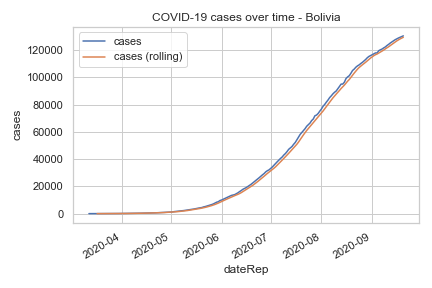 COVID-19 cases over time - Bolivia
cases
cases (rolling)
120000
100000
80000
60000
40000
20000
0
cases
2020-04
2020-05
2020-06
2020-07
2020-08
2020-09
dateRep